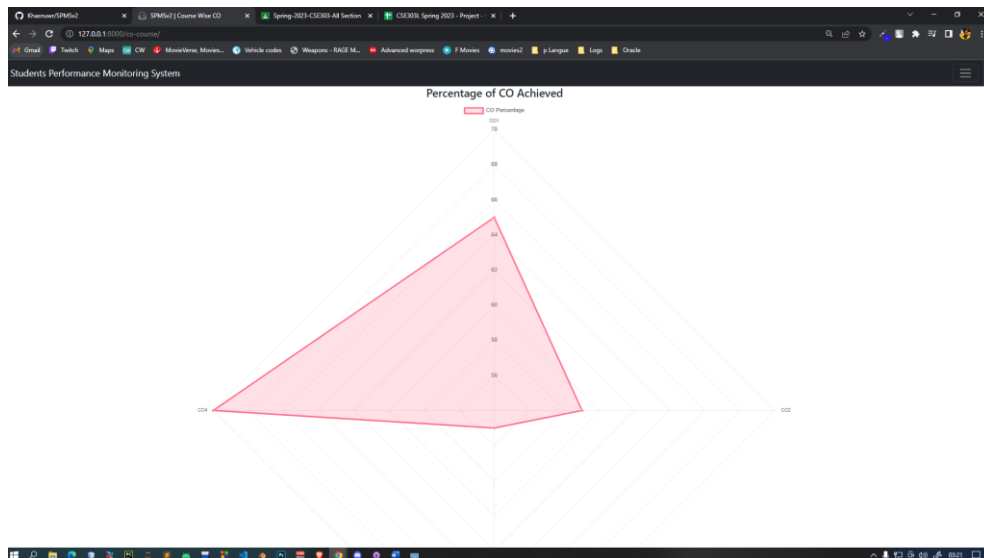 Khasnuwr/SPMSv2
SPMSv2 | Course Wise CO
Spring-2023-CSE303-All Section
CSE303L Spring 2023 - Project -
127.0.0.1:8000/co-course/
Gmail
Twitch
Maps
CW
MovieVerse, Movies...
Vehicle codes
Weapons - RAGE M...
Advanced worpress
F Movies
movies2
p Langue
Logs
Oracle
Students Performance Monitoring System
Percentage of CO Achieved
CO Percentage
CO1
70
68
66
64
62
60
58
56
CO4
CO2
03:21